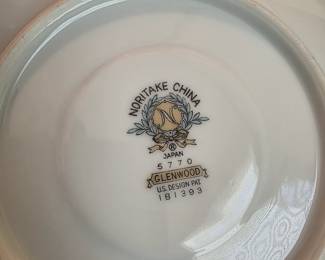 NORITAKE CHINA
N
®
JAPAN
5770
GLENWOOD
U.S. DESIGN PAT.
181393